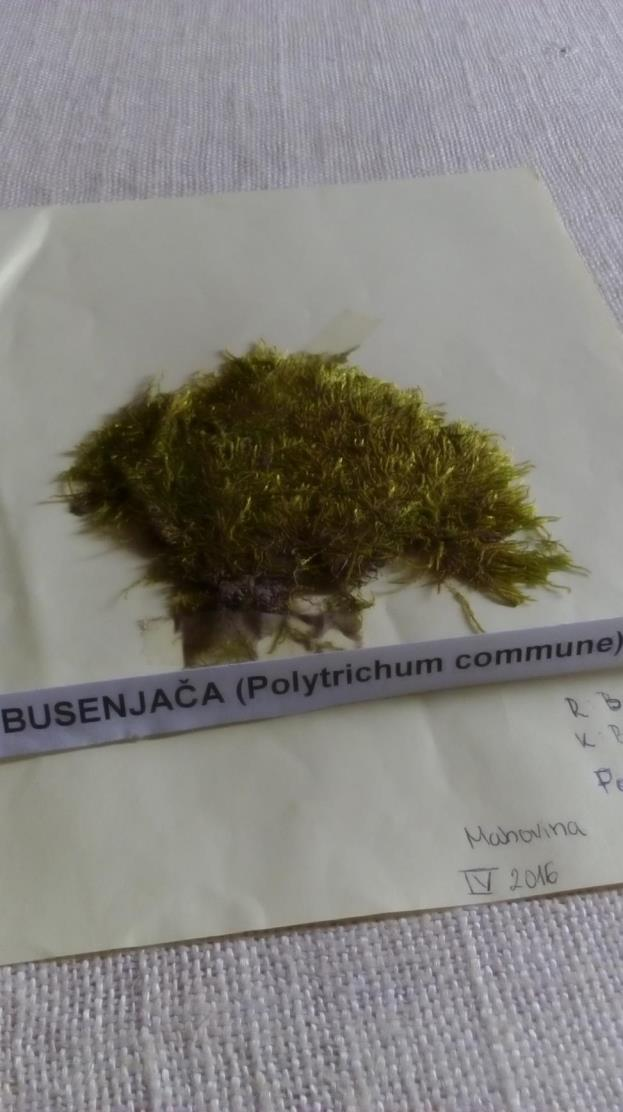 BUSENJAČA (Polytrichum commune)
R: B
K: B
Mahovina
IV 2016